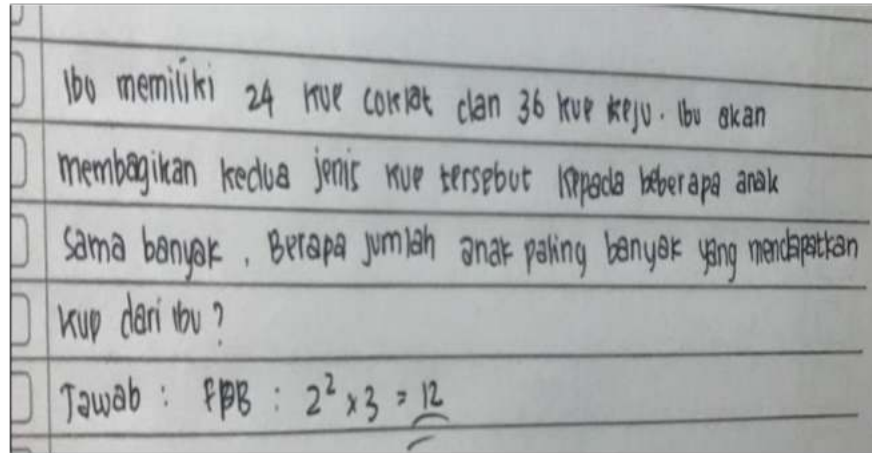 Ibu memiliki 24 kue coklat dan 36 kue keju. Ibu akan
membagikan kedua jenis kue tersebut kepada beberapa anak
sama banyak, Berapa jumlah anak paling banyak yang mendapatkan
kue dari ibu?
Jawab : FPB : 2² x 3 = 12